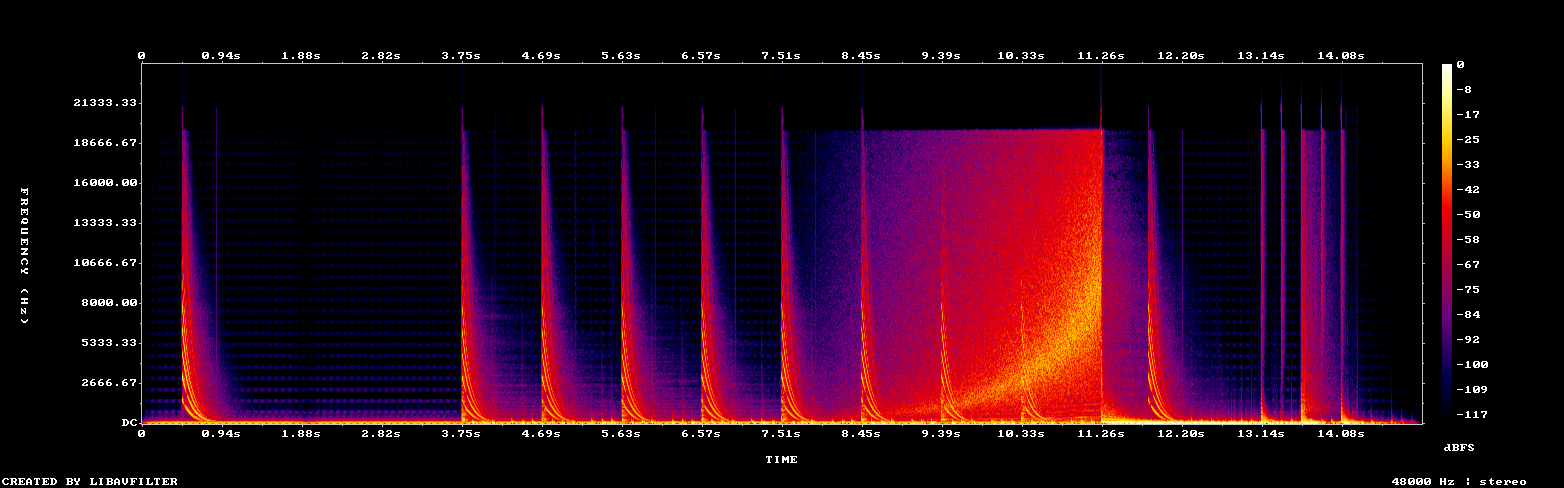 0 0.94s 1.88s 2.82s 3.75s 4.69s 5.63s 6.57s 7.51s 8.45s 9.39s 10.33s 11.26s 12.20s 13.14s 14.08s
21333.33
18666.67
16000.00
13333.33
10666.67
8000.00
5333.33
2666.67
DC
FREQUENCY (Hz)
0
-8
-17
-25
-33
-42
-50
-58
-67
-75
-84
-92
-100
-109
-117
dBFS
0 0.94s 1.88s 2.82s 3.75s 4.69s 5.63s 6.57s 7.51s 8.45s 9.39s 10.33s 11.26s 12.20s 13.14s 14.08s
TIME
CREATED BY LIBAVFILTER
48000 Hz | stereo